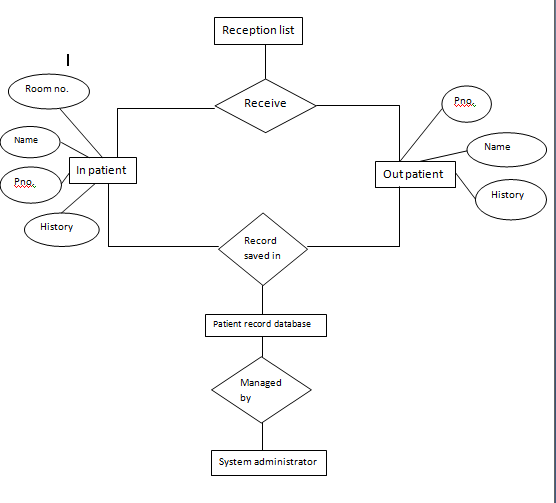 Reception list
Room no.
Receive
Pno.
Name
Name
In patient
Out patient
Pno.
History
History
Record
saved in
Patient record database
Managed
by
System administrator